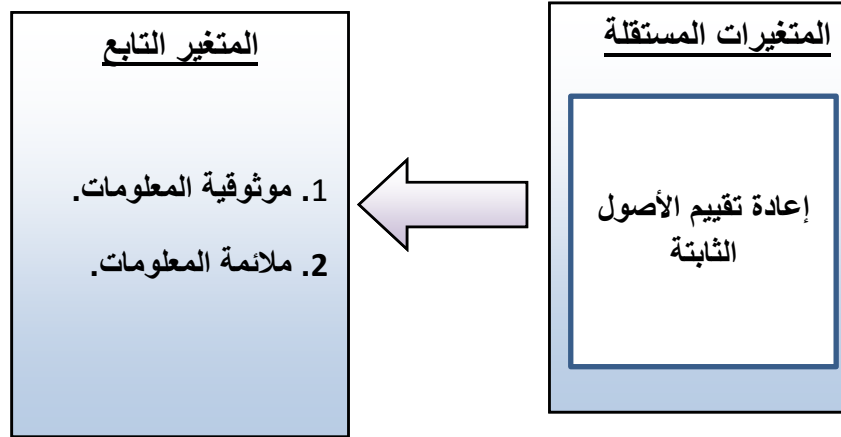 المتغيرات المستقلة
إعادة تقييم الأصول
الثابتة
المتغير التابع
1. موثوقية المعلومات.
2. ملائمة المعلومات.